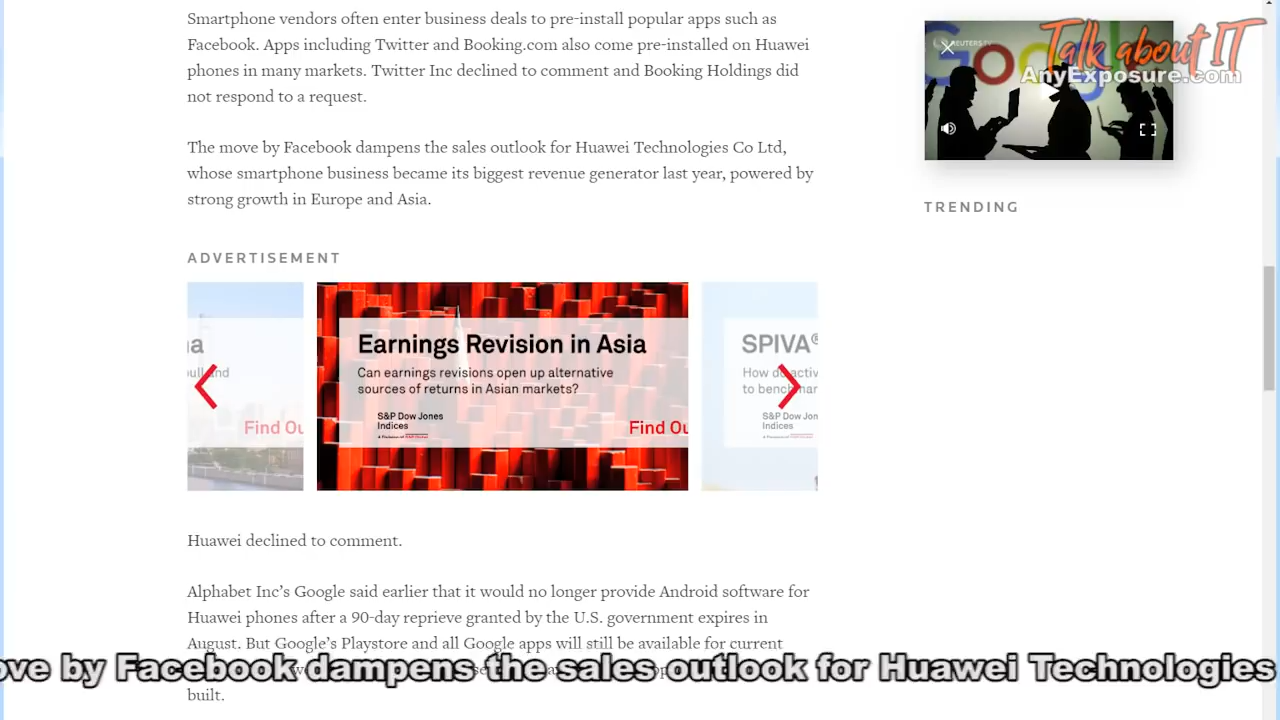 Smartphone vendors often enter business deals to pre-install popular apps such as
Facebook. Apps including Twitter and Booking.com also come pre-installed on Huawei
phones in many markets. Twitter Inc declined to comment and Booking Holdings did
not respond to a request.
The move by Facebook dampens the sales outlook for Huawei Technologies Co Ltd,
whose smartphone business became its biggest revenue generator last year, powered by
strong growth in Europe and Asia.
ADVERTISEMENT
Find Ou
Earnings Revision in Asia
Can earnings revisions open up alternative
sources of returns in Asian markets?
S&P Dow Jones
Indices
Find Ou
SPIVA®
How do activ
to benchmar
S&P Dow Jones
Indices
Huawei declined to comment.
Alphabet Inc’s Google said earlier that it would no longer provide Android software for
Huawei phones after a 90-day reprieve granted by the U.S. government expires in
August. But Google’s Playstore and all Google apps will still be available for current
built.
REUTERS
Google
Talk about IT
AnyExposure.com
TRENDING
ove by Facebook dampens the sales outlook for Huawei Technologies